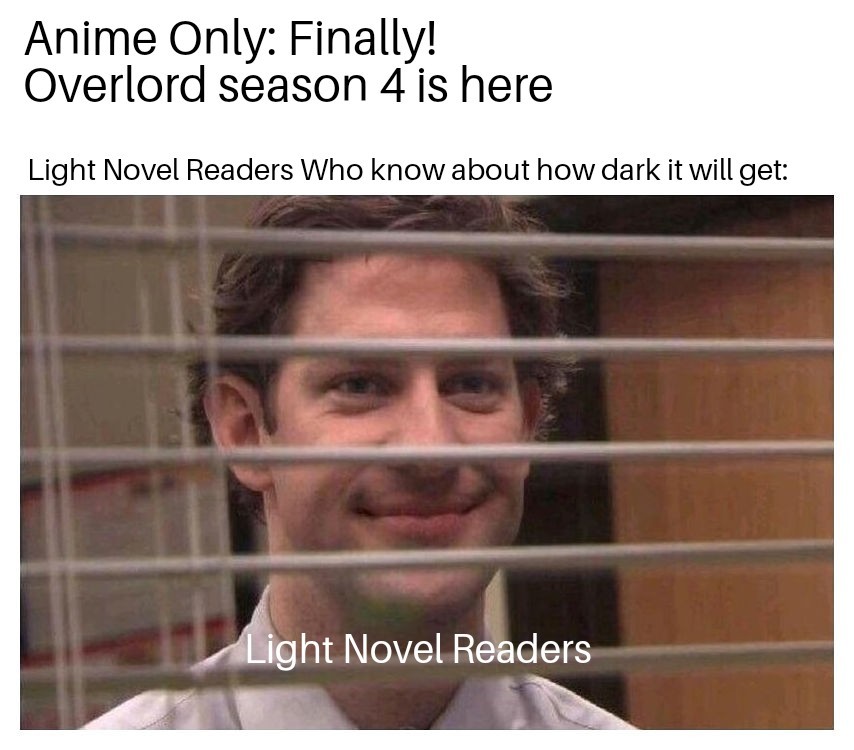 Anime Only: Finally!
Overlord season 4 is here
Light Novel Readers Who know about how dark it will get:
Light Novel Readers